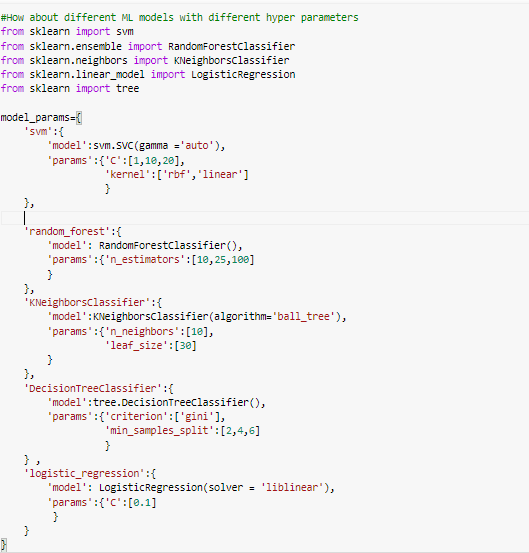 #How about different ML models with different hyper parameters
from sklearn import svm
from sklearn.ensemble import RandomForestClassifier
from sklearn.neighbors import KNeighborsClassifier
from sklearn.linear_model import LogisticRegression
from sklearn import tree

model_params={
    'svm':{
        'model':svm.SVC(gamma ='auto'),
        'params':{'C':[1,10,20],
                 'kernel':['rbf','linear']
                 }
    },

    'random_forest':{
        'model': RandomForestClassifier(),
        'params':{'n_estimators':[10,25,100]
        }
    },
    'KNeighborsClassifier':{
        'model':KNeighborsClassifier(algorithm='ball_tree'),
        'params':{'n_neighbors':[10],
                 'leaf_size':[30]
        }
    },
    'DecisionTreeClassifier':{
        'model':tree.DecisionTreeClassifier(),
        'params':{'criterion':['gini'],
                 'min_samples_split':[2,4,6]
                 }
    } ,
    'logistic_regression':{
        'model': LogisticRegression(solver = 'liblinear'),
        'params':{'C':[0.1]
         }
    }
}